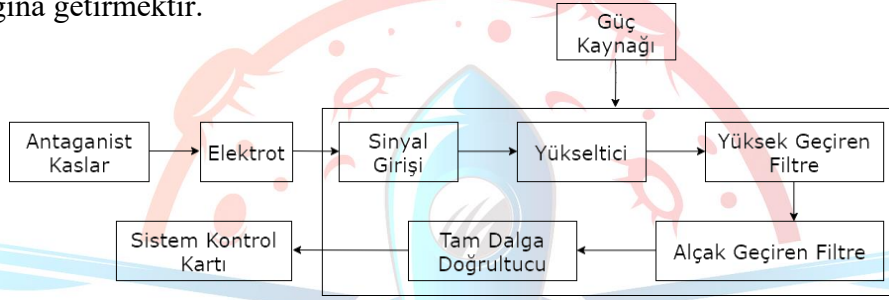 ğına getirmektir.
Güç
Kaynağı
Antaganist
Kaslar
Elektrot
Sinyal
Girişi
Yükseltici
Yüksek Geçiren
Filtre
Sistem Kontrol
Kartı
Tam Dalga
Doğrultucu
Alçak Geçiren Filtre